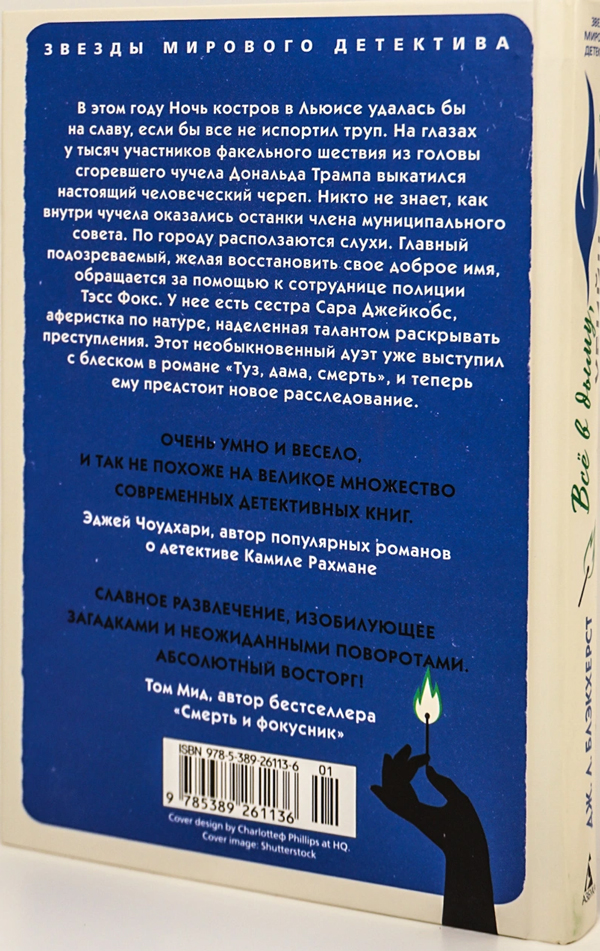 ЗВЕЗДЫ МИРОВОГО ДЕТЕКТИВА
В этом году Ночь костров в Льюисе удалась бы
на славу, если бы все не испортил труп. На глазах
у тысяч участников факельного шествия из головы
сгоревшего чучела Дональда Трампа выкатился
настоящий человеческий череп. Никто не знает, как
внутри чучела оказались останки члена муниципального
совета. По городу расползаются слухи. Главный
подозреваемый, желая восстановить свое доброе имя,
обращается за помощью к сотруднице полиции
Тэсс Фокс. У нее есть сестра Сара Джейкобс,
аферистка по натуре, наделенная талантом раскрывать
преступления. Этот необыкновенный дуэт уже выступил
с блеском в романе «Туз, дама, смерть», и теперь
ему предстоит новое расследование.
ОЧЕНЬ УМНО И ВЕСЕЛО,
И ТАК НЕ ПОХОЖЕ НА ВЕЛИКОЕ МНОЖЕСТВО
СОВРЕМЕННЫХ ДЕТЕКТИВНЫХ КНИГ.
Эджей Чоудхари, автор популярных романов
о детективе Камиле Рахмане
СЛАВНОЕ РАЗВЛЕЧЕНИЕ, ИЗОБИЛУЮЩЕЕ
ЗАГАДКАМИ И НЕОЖИДАННЫМИ ПОВОРОТАМИ.
АБСОЛЮТНЫЙ ВОСТОРГ!
Том Мид, автор бестселлера
«Смерть и фокусник»
ISBN 978-5-389-26113-6
01
9 785389 261136
Cover design by Charlotteф Phillips at HQ.
Cover image: Shutterstock
Всё в дыму,
ДЖ. Л. БЛЭКХЕРСТ